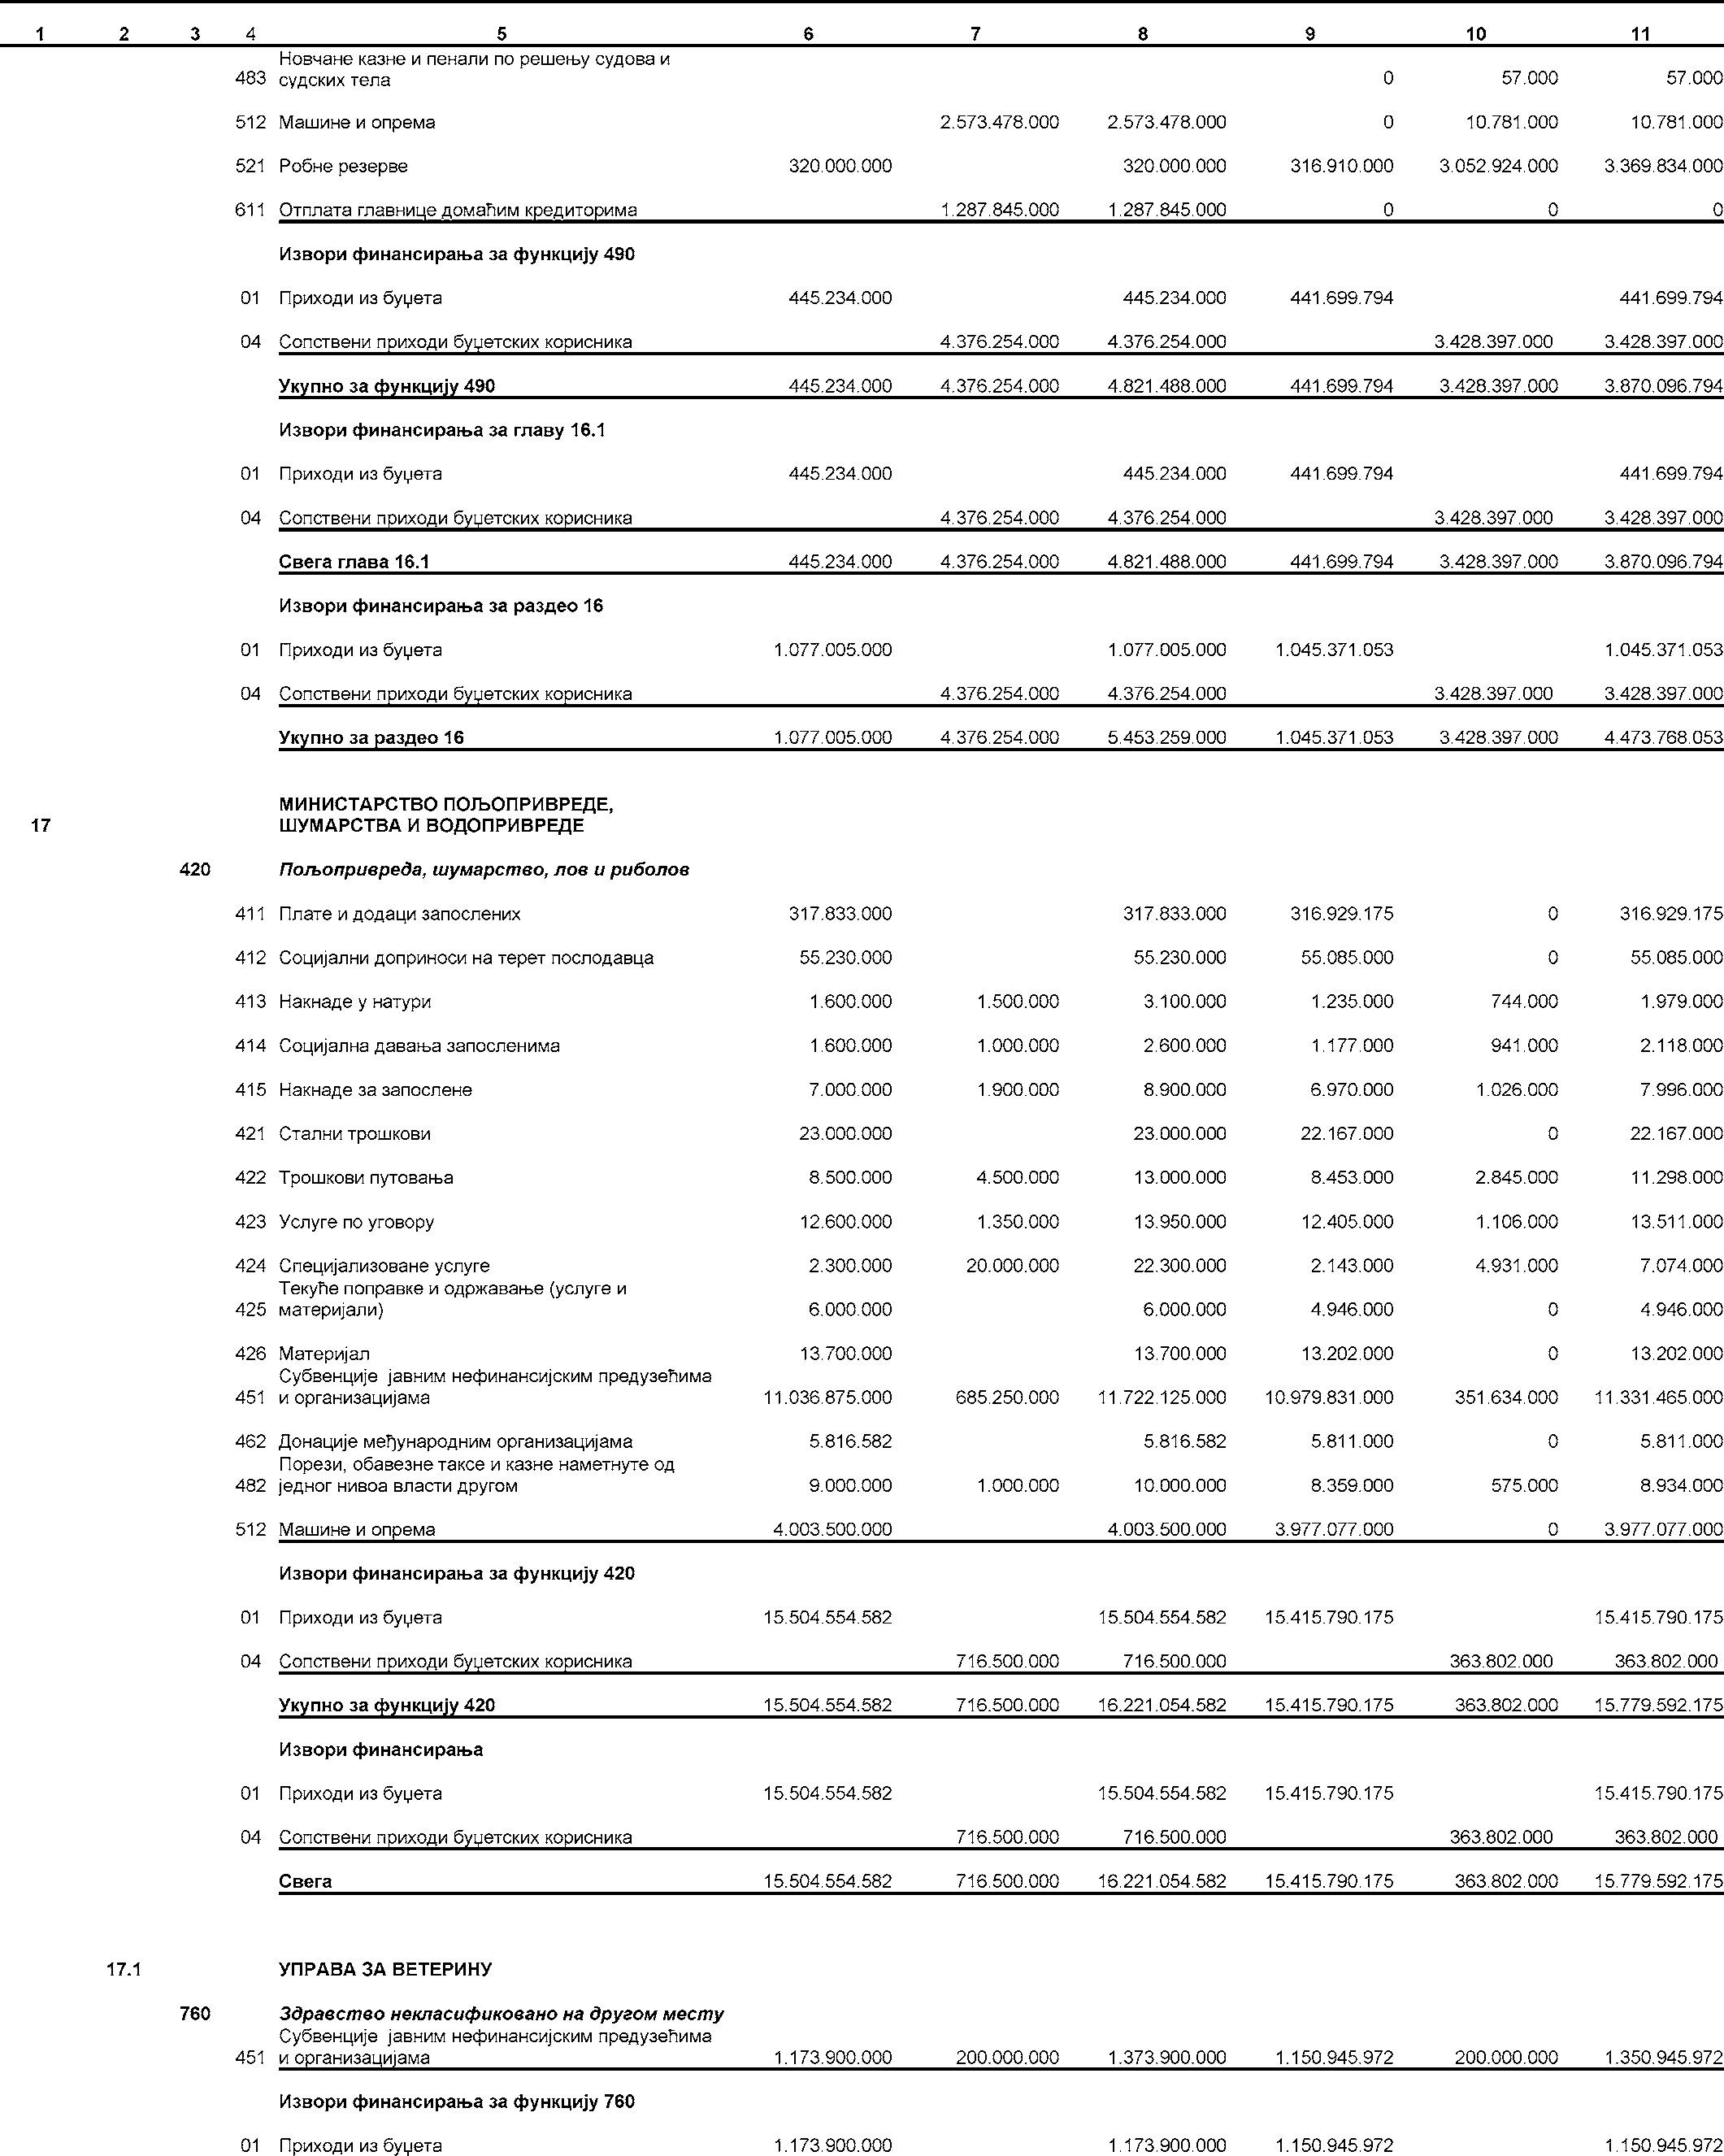 1 2 3 4 5 6 7 8 9 10 11
Новчане казне и пенали по решењу судова и
483 судских тела 0 57.000 57.000
512 Машине и опрема 2.573.478.000 2.573.478.000 0 10.781.000 10.781.000
521 Робне резерве 320.000.000 320.000.000 316.910.000 3.052.924.000 3.369.834.000
611 Отплата главнице домаћим кредиторима 1.287.845.000 1.287.845.000 0 0 0
Извори финансирања за функцију 490
01 Приходи из буџета 445.234.000 445.234.000 441.699.794 441.699.794
04 Сопствени приходи буџетских корисника 4.376.254.000 4.376.254.000 3.428.397.000 3.428.397.000
Укупно за функцију 490 445.234.000 4.376.254.000 4.821.488.000 441.699.794 3.428.397.000 3.870.096.794
Извори финансирања за главу 16.1
01 Приходи из буџета 445.234.000 445.234.000 441.699.794 441.699.794
04 Сопствени приходи буџетских корисника 4.376.254.000 4.376.254.000 3.428.397.000 3.428.397.000
Свега глава 16.1 445.234.000 4.376.254.000 4.821.488.000 441.699.794 3.428.397.000 3.870.096.794
Извори финансирања за раздео 16
01 Приходи из буџета 1.077.005.000 1.077.005.000 1.045.371.053 1.045.371.053
04 Сопствени приходи буџетских корисника 4.376.254.000 4.376.254.000 3.428.397.000 3.428.397.000
Укупно за раздео 16 1.077.005.000 4.376.254.000 5.453.259.000 1.045.371.053 3.428.397.000 4.473.768.053
МИНИСТАРСТВО ПОЉОПРИВРЕДЕ,
17 ШУМАРСТВА И ВОДОПРИВРЕДЕ
420 Пољопривреда, шумарство, лов и риболов
411 Плате и додаци запослених 317.833.000 317.833.000 316.929.175 0 316.929.175
412 Социјални доприноси на терет послодавца 55.230.000 55.230.000 55.085.000 0 55.085.000
413 Накнаде у натури 1.600.000 1.500.000 3.100.000 1.235.000 744.000 1.979.000
414 Социјална давања запосленима 1.600.000 1.000.000 2.600.000 1.177.000 941.000 2.118.000
415 Накнаде за запослене 7.000.000 1.900.000 8.900.000 6.970.000 1.026.000 7.996.000
421 Стални трошкови 23.000.000 23.000.000 22.167.000 0 22.167.000
422 Трошкови путовања 8.500.000 4.500.000 13.000.000 8.453.000 2.845.000 11.298.000
423 Услуге по уговору 12.600.000 1.350.000 13.950.000 12.405.000 1.106.000 13.511.000
424 Специјализоване услуге 2.300.000 20.000.000 22.300.000 2.143.000 4.931.000 7.074.000
Текуће поправке и одржавање (услуге и
425 материјали) 6.000.000 6.000.000 4.946.000 0 4.946.000
426 Материјал 13.700.000 13.700.000 13.202.000 0 13.202.000
Субвенције јавним нефинансијским предузећима
451 и организацијама 11.036.875.000 685.250.000 11.722.125.000 10.979.831.000 351.634.000 11.331.465.000
462 Донације међународним организацијама 5.816.582 5.816.582 5.811.000 0 5.811.000
Порези, обавезне таксе и казне наметнуте од
482 једног нивоа власти другом 9.000.000 1.000.000 10.000.000 8.359.000 575.000 8.934.000
512 Машине и опрема 4.003.500.000 4.003.500.000 3.977.077.000 0 3.977.077.000
Извори финансирања за функцију 420
01 Приходи из буџета 15.504.554.582 15.504.554.582 15.415.790.175 15.415.790.175
04 Сопствени приходи буџетских корисника 716.500.000 716.500.000 363.802.000 363.802.000
Укупно за функцију 420 15.504.554.582 716.500.000 16.221.054.582 15.415.790.175 363.802.000 15.779.592.175
Извори финансирања
01 Приходи из буџета 15.504.554.582 15.504.554.582 15.415.790.175 15.415.790.175
04 Сопствени приходи буџетских корисника 716.500.000 716.500.000 363.802.000 363.802.000
Свега 15.504.554.582 716.500.000 16.221.054.582 15.415.790.175 363.802.000 15.779.592.175
17.1 УПРАВА ЗА ВЕТЕРИНУ
760 Здравство некласификовано на другом месту
Субвенције јавним нефинансијским предузећима
451 и организацијама 1.173.900.000 200.000.000 1.373.900.000 1.150.945.972 200.000.000 1.350.945.972
Извори финансирања за функцију 760
01 Приходи из буџета 1.173.900.000 1.173.900.000 1.150.945.972 1.150.945.972